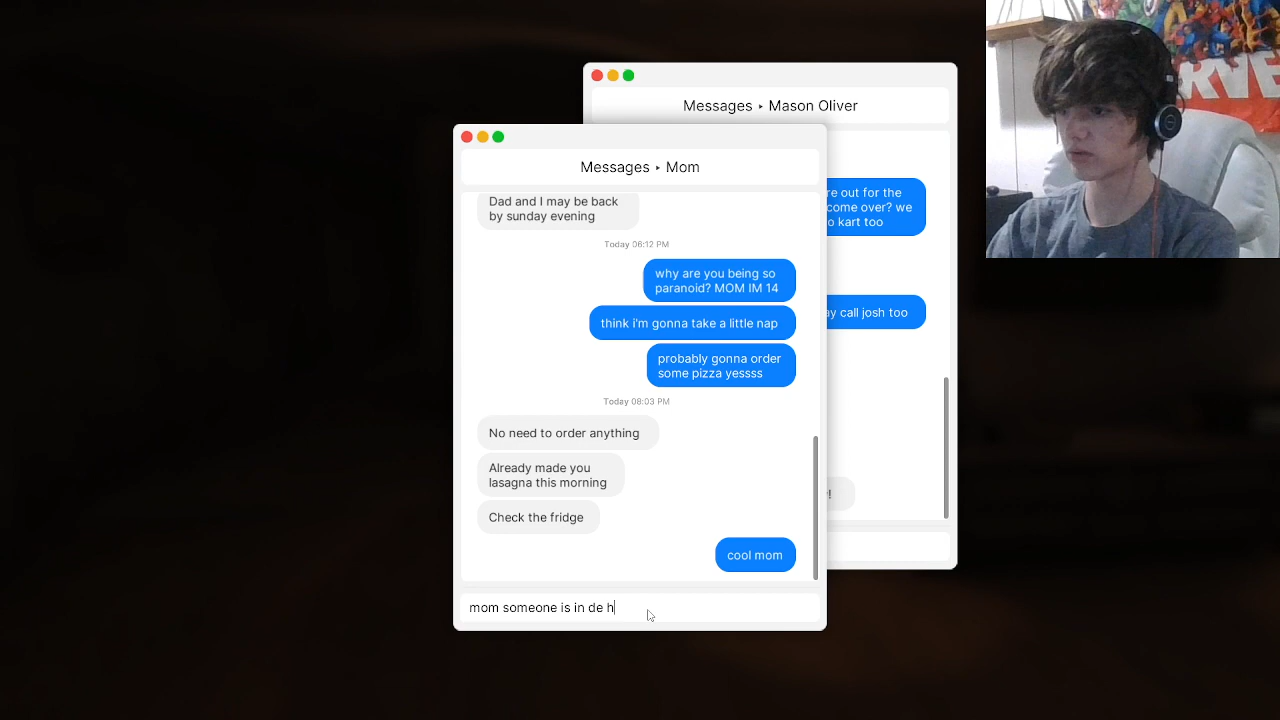 Messages ‣ Mason Oliver
re out for the
come over? we
o kart too
ay call josh too
!
Messages ‣ Mom
Dad and I may be back
by sunday evening
Today 06:12 PM
why are you being so
paranoid? MOM IM 14
think i'm gonna take a little nap
probably gonna order
some pizza yessss
Today 08:03 PM
No need to order anything
Already made you
lasagna this morning
Check the fridge
cool mom
mom someone is in de h
RVE